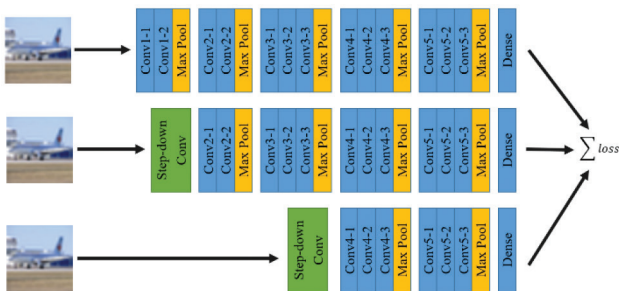 Conv1-1
Conv1-2
Max Pool
Conv2-1
Conv2-2
Max Pool
Conv3-1
Conv3-2
Conv3-3
Max Pool
Conv4-1
Conv4-2
Conv4-3
Max Pool
Conv5-1
Conv5-2
Conv5-3
Max Pool
Dense
Step-down
Conv
Conv2-1
Conv2-2
Max Pool
Conv3-1
Conv3-2
Conv3-3
Max Pool
Conv4-1
Conv4-2
Conv4-3
Max Pool
Conv5-1
Conv5-2
Conv5-3
Max Pool
Dense
∑ loss
Step-down
Conv
Conv4-1
Conv4-2
Conv4-3
Max Pool
Conv5-1
Conv5-2
Conv5-3
Max Pool
Dense